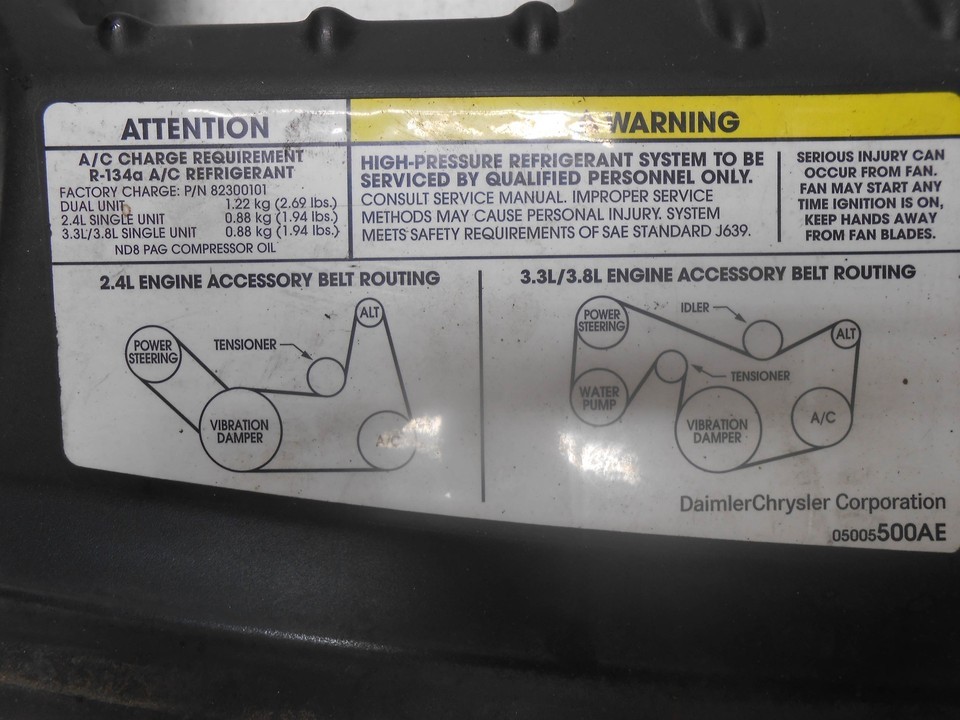 ATTENTION
A/C CHARGE REQUIREMENT
R-134a A/C REFRIGERANT
FACTORY CHARGE: P/N 82300101
DUAL UNIT 1.22 kg (2.69 lbs.)
2.4L SINGLE UNIT 0.88 kg (1.94 lbs.)
3.3L/3.8L SINGLE UNIT 0.88 kg (1.94 lbs.)
ND8 PAG COMPRESSOR OIL
WARNING
HIGH-PRESSURE REFRIGERANT SYSTEM TO BE
SERVICED BY QUALIFIED PERSONNEL ONLY.
CONSULT SERVICE MANUAL. IMPROPER SERVICE
METHODS MAY CAUSE PERSONAL INJURY. SYSTEM
MEETS SAFETY REQUIREMENTS OF SAE STANDARD J639.
SERIOUS INJURY CAN
OCCUR FROM FAN.
FAN MAY START ANY
TIME IGNITION IS ON,
KEEP HANDS AWAY
FROM FAN BLADES.
2.4L ENGINE ACCESSORY BELT ROUTING
ALT
POWER
STEERING
TENSIONER
VIBRATION
DAMPER
A/C
3.3L/3.8L ENGINE ACCESSORY BELT ROUTING
POWER
STEERING
IDLER
ALT
TENSIONER
WATER
PUMP
VIBRATION
DAMPER
A/C
DaimlerChrysler Corporation
05005500AE